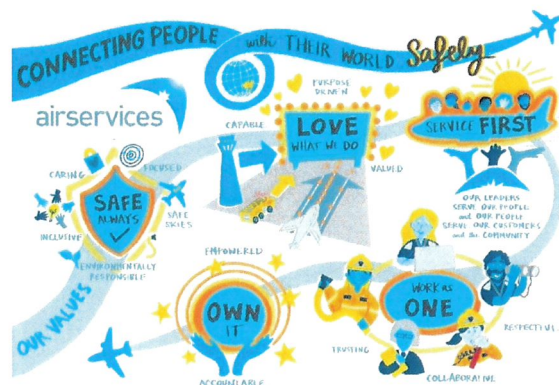 CONNECTING PEOPLE with THEIR WORLD Safely
airservices
PURPOSE
DRIVEN
CAPABLE
LOVE
WHAT WE DO
VALUED
SERVICE FIRST
OUR LEADERS
SERVE OUR PEOPLE
and OUR PEOPLE
SERVE OUR CUSTOMERS
and the COMMUNITY
CARING
FOCUSED
SAFE
ALWAYS
INCLUSIVE
SAFE
SKIES
ENVIRONMENTALLY
RESPONSIBLE
OUR VALUES
EMPOWERED
OWN
IT
ACCOUNTABLE
WORK as
ONE
RESPECTFUL
TRUSTING
COLLABORATIVE